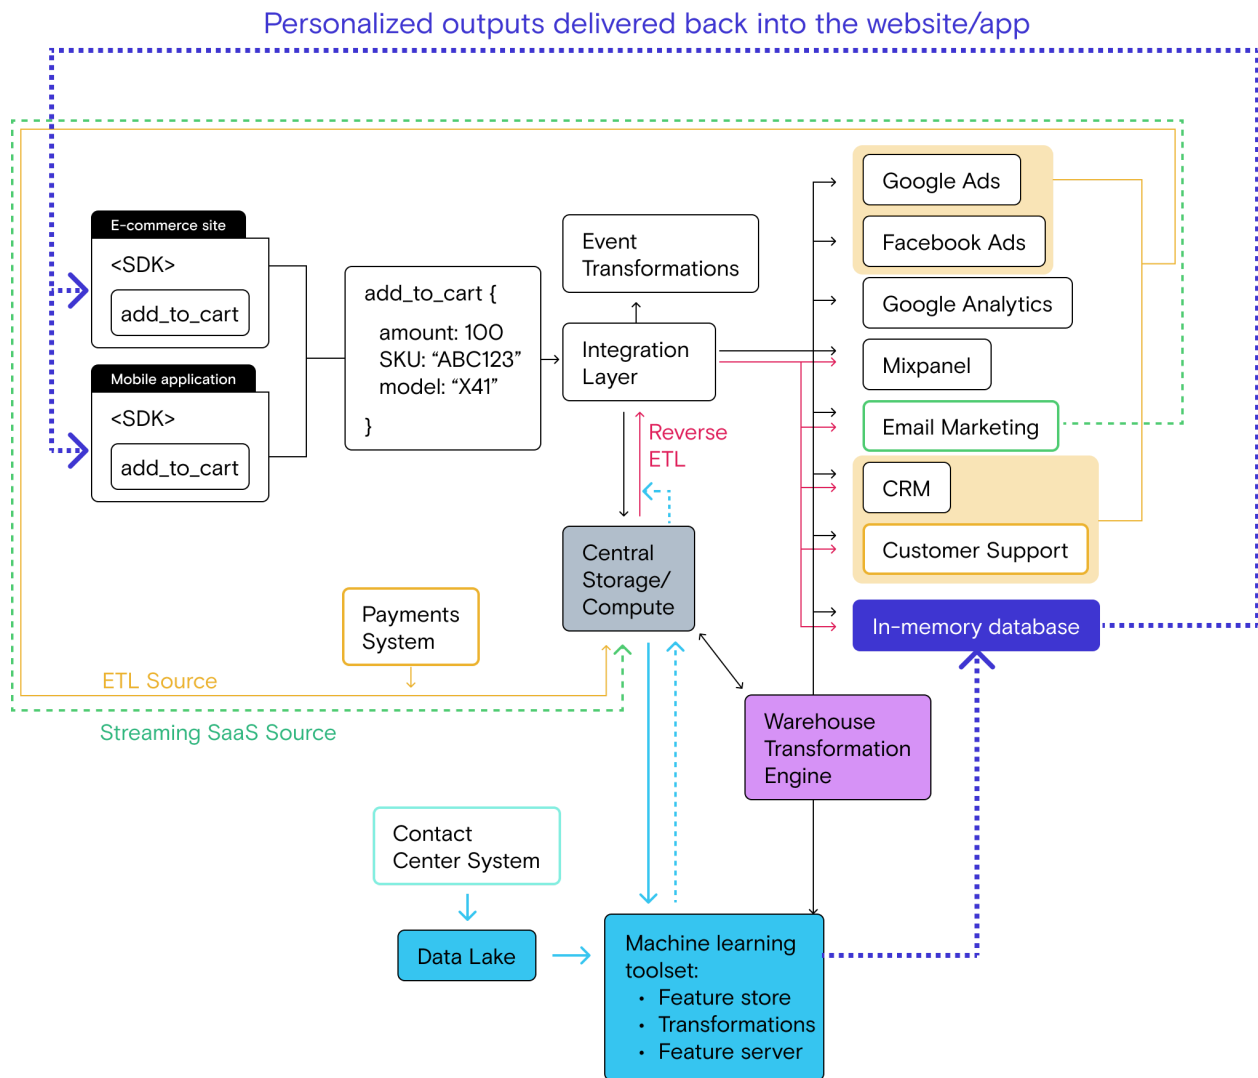 Personalized outputs delivered back into the website/app
E-commerce site
<SDK>
add_to_cart
Mobile application
<SDK>
add_to_cart
add_to_cart {
amount: 100
SKU: “ABC123”
model: “X41”
}
Event
Transformations
Integration
Layer
Reverse
ETL
Google Ads
Facebook Ads
Google Analytics
Mixpanel
Email Marketing
CRM
Customer Support
In-memory database
Central
Storage/
Compute
Payments
System
ETL Source
Streaming SaaS Source
Warehouse
Transformation
Engine
Contact
Center System
Data Lake
Machine learning
toolset:
• Feature store
• Transformations
• Feature server